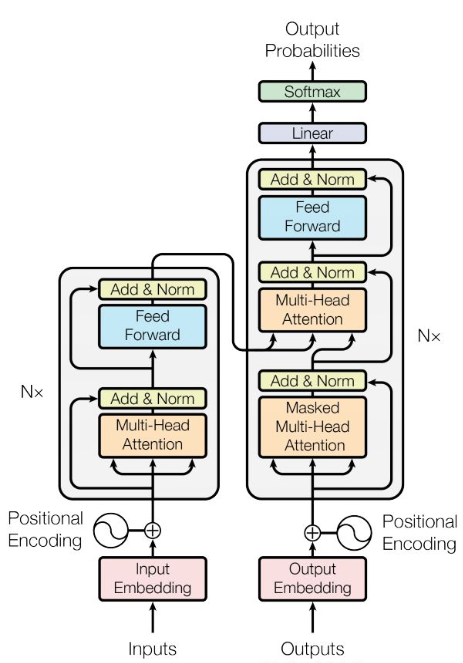 Output
Probabilities
Softmax
Linear
Add & Norm
Feed
Forward
Add & Norm
Multi-Head
Attention
Nx
Add & Norm
Masked
Multi-Head
Attention
Positional
Encoding
Output
Embedding
Outputs
Add & Norm
Feed
Forward
Nx
Add & Norm
Multi-Head
Attention
Positional
Encoding
Input
Embedding
Inputs